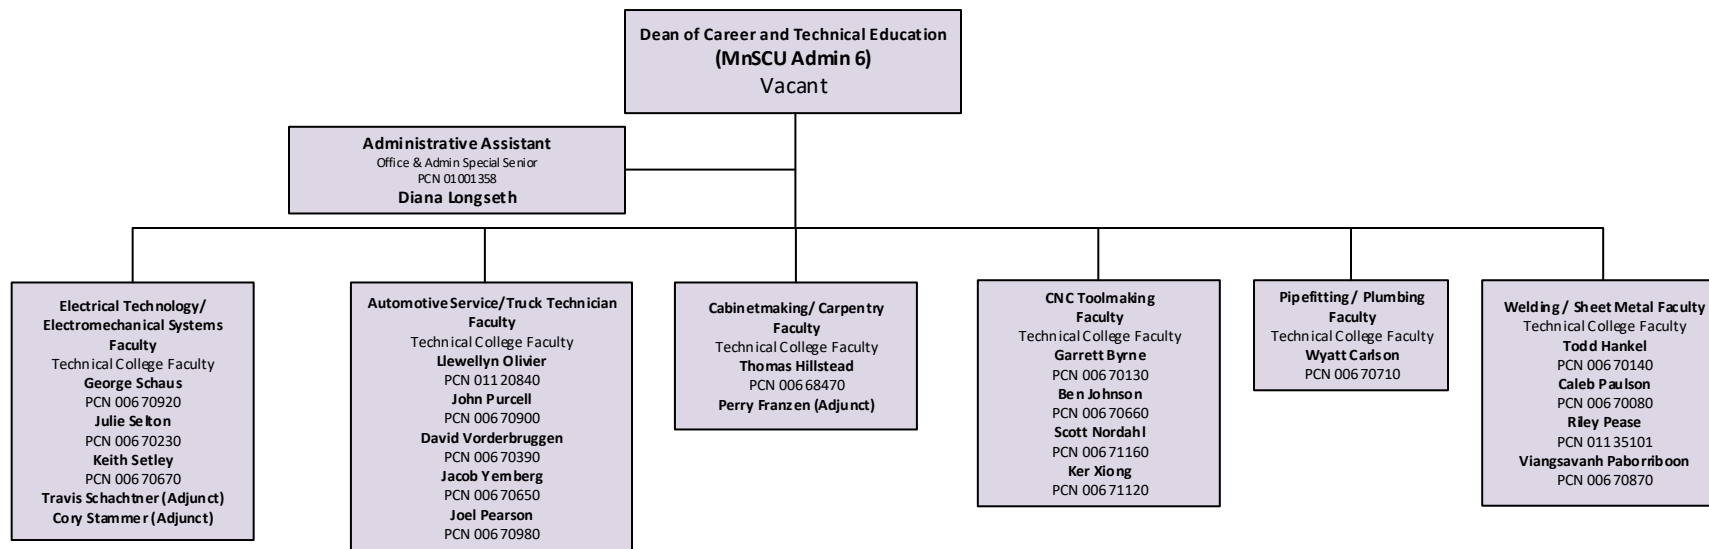 Dean of Career and Technical Education
(MnSCU Admin 6)
Vacant
Administrative Assistant
Office & Admin Special Senior
PCN 01001358
Diana Longseth
Electrical Technology/
Electromechanical Systems
Faculty
Technical College Faculty
George Schaus
PCN 00670920
Julie Selton
PCN 00670230
Keith Setley
PCN 00670670
Travis Schachtner (Adjunct)
Cory Stammer (Adjunct)
Automotive Service/Truck Technician
Faculty
Technical College Faculty
Llewellyn Olivier
PCN 01120840
John Purcell
PCN 00670900
David Vorderbruggen
PCN 00670390
Jacob Yernberg
PCN 00670650
Joel Pearson
PCN 00670980
Cabinetmaking/ Carpentry
Faculty
Technical College Faculty
Thomas Hillstead
PCN 00668470
Perry Franzen (Adjunct)
CNC Toolmaking
Faculty
Technical College Faculty
Garrett Byrne
PCN 00670130
Ben Johnson
PCN 00670660
Scott Nordahl
PCN 00671160
Ker Xiong
PCN 00671120
Pipefitting / Plumbing
Faculty
Technical College Faculty
Wyatt Carlson
PCN 00670710
Welding / Sheet Metal Faculty
Technical College Faculty
Todd Hankel
PCN 00670140
Caleb Paulson
PCN 00670080
Riley Pease
PCN 01135101
Viangsavanh Paborriboon
PCN 00670870